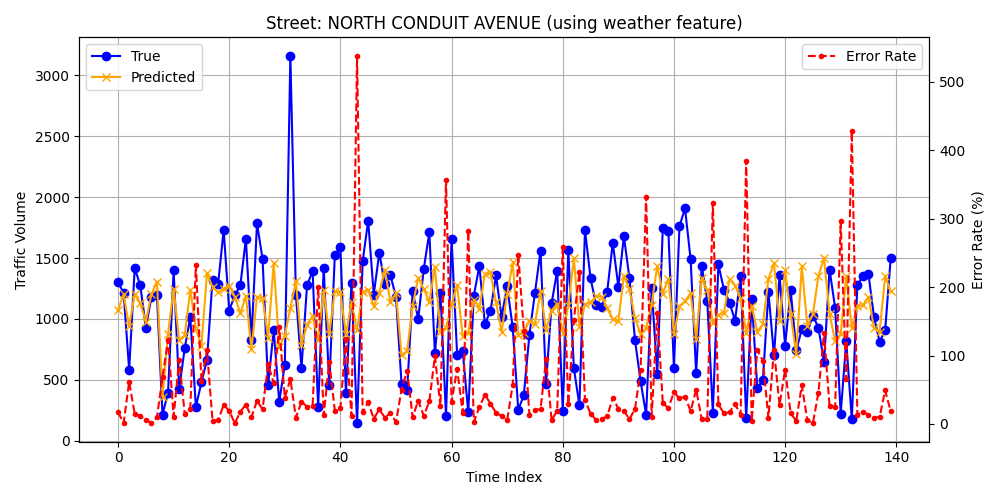 Street: NORTH CONDUIT AVENUE (using weather feature)
True
Predicted
Error Rate
Traffic Volume
3000
2500
2000
1500
1000
500
0
500
400
300
200
100
0
Error Rate (%)
0 20 40 60 80 100 120 140
Time Index